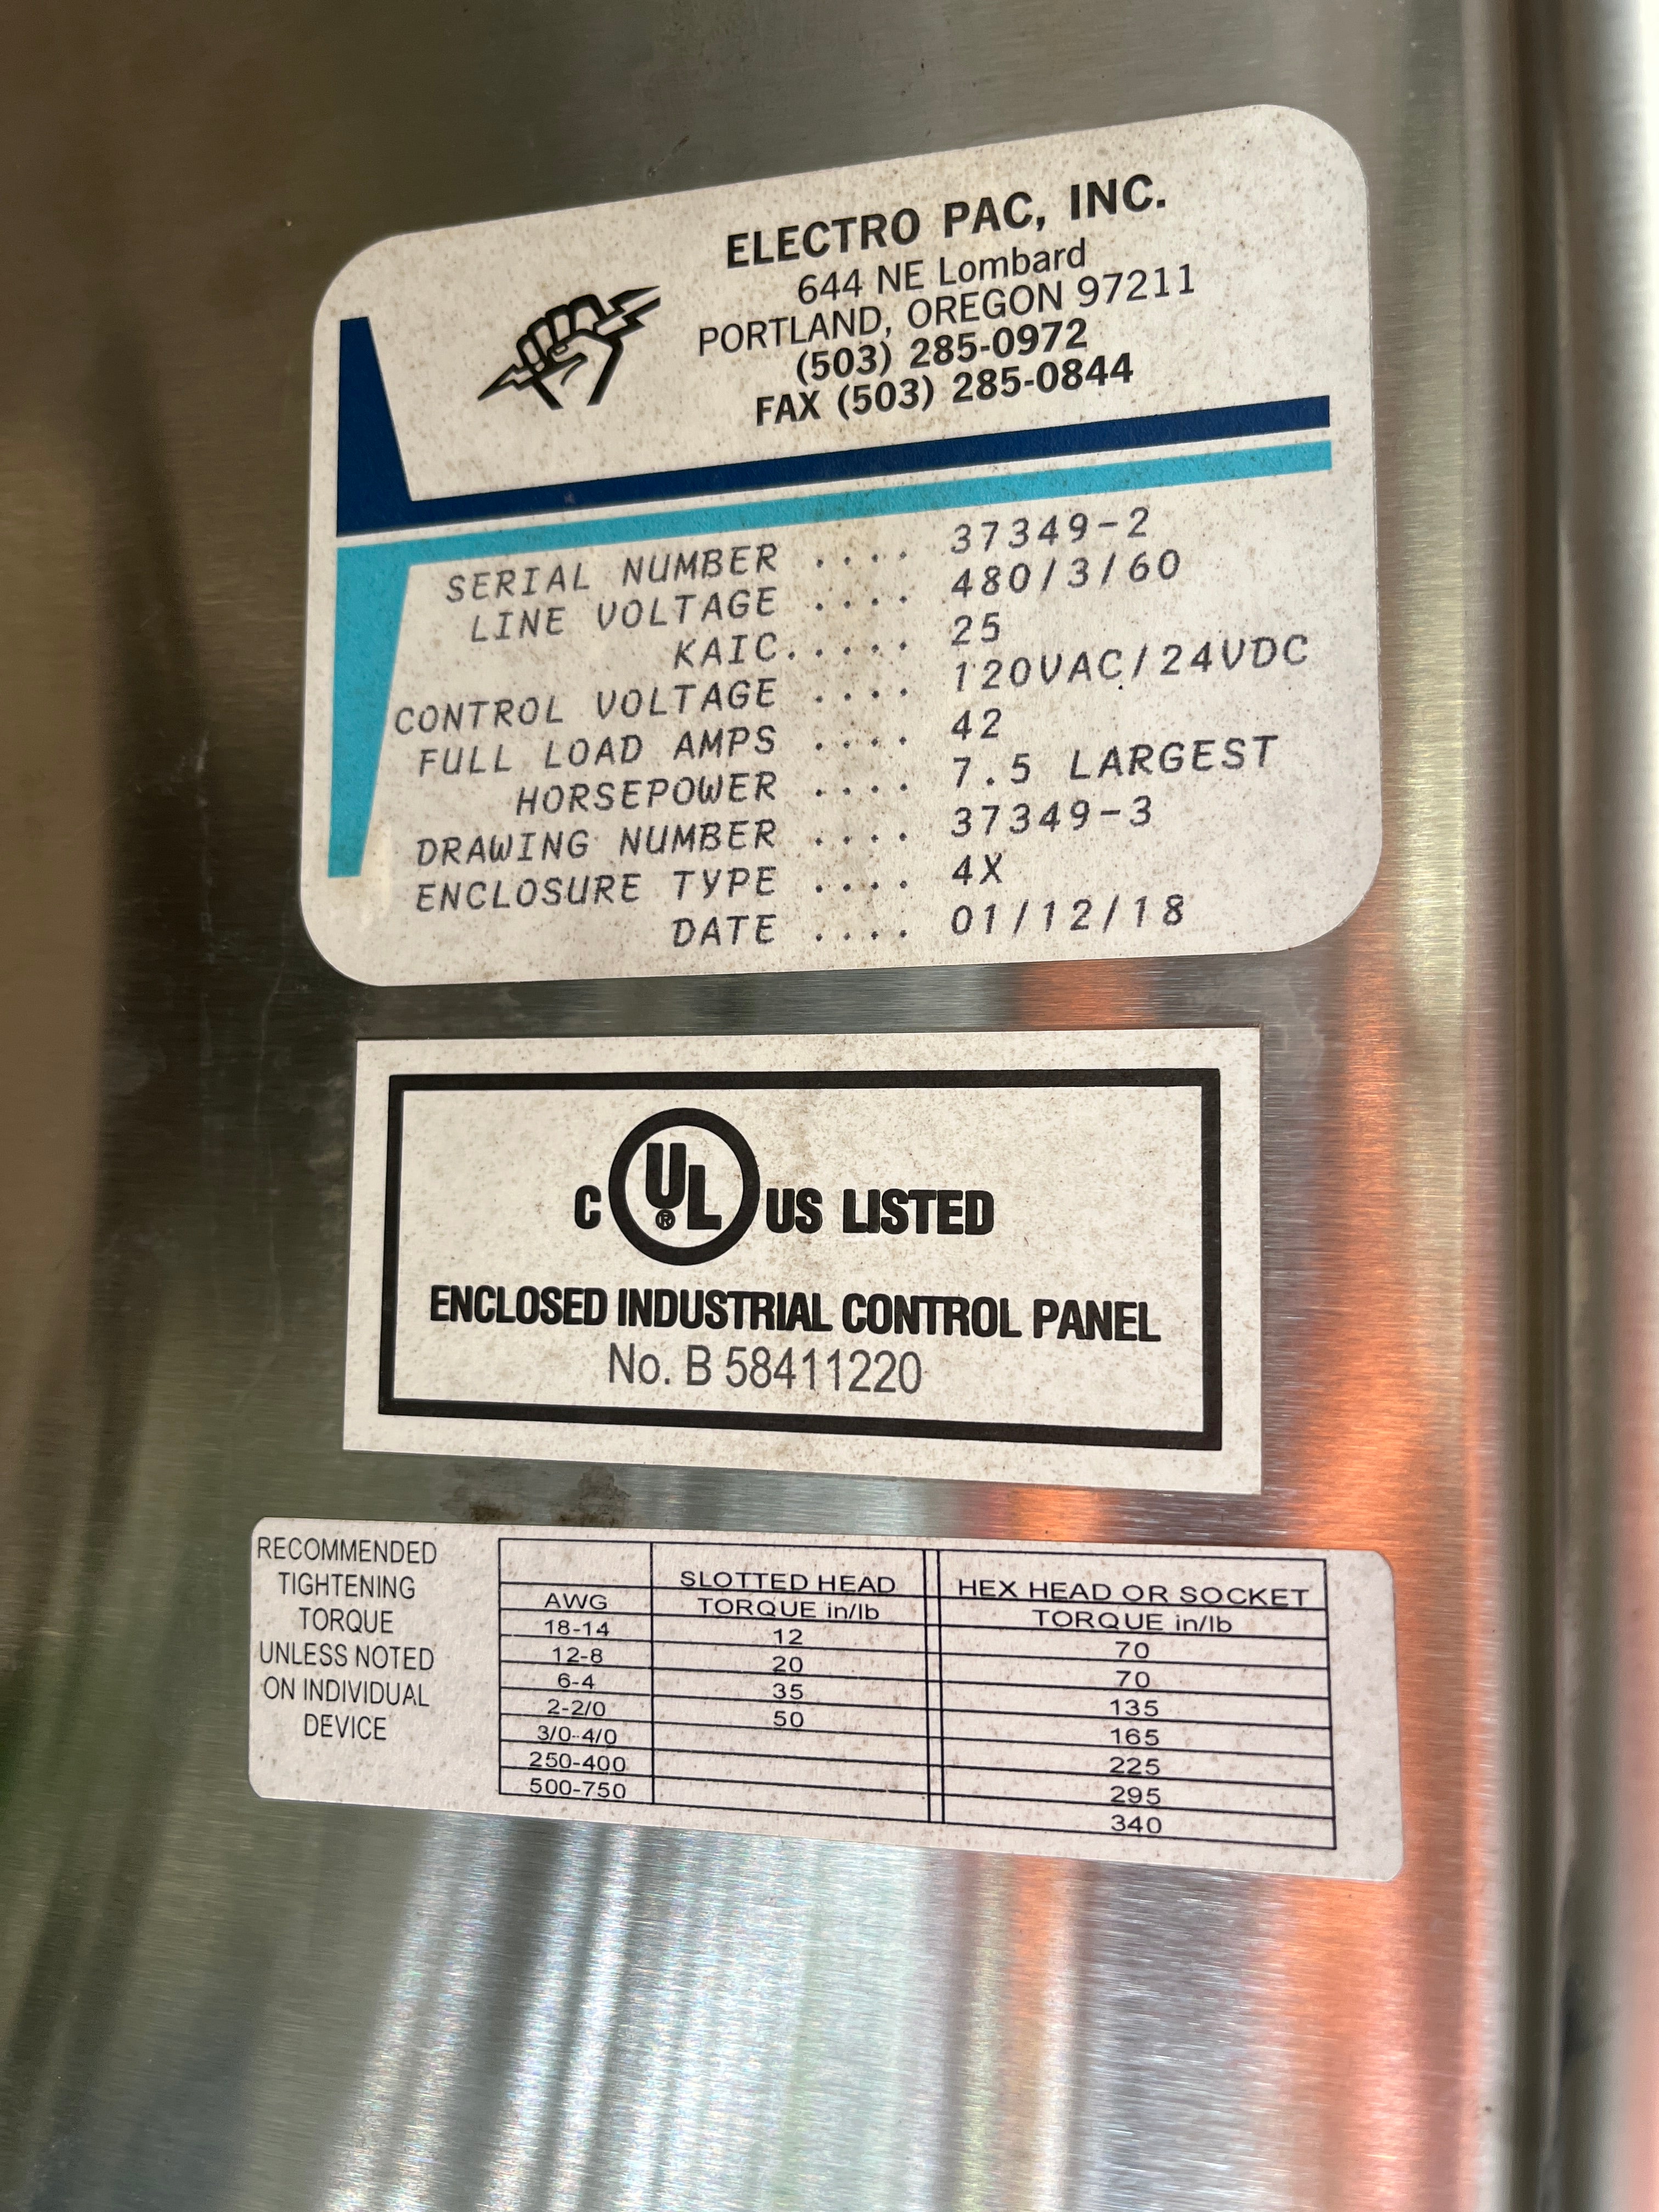 ELECTRO PAC, INC.
644 NE Lombard
PORTLAND, OREGON 97211
(503) 285-0972
FAX (503) 285-0844
SERIAL NUMBER .... 37349-2
LINE VOLTAGE .... 480/3/60
KAIC..... 25
CONTROL VOLTAGE .... 120VAC/24VDC
FULL LOAD AMPS .... 42
HORSEPOWER .... 7.5 LARGEST
DRAWING NUMBER .... 37349-3
ENCLOSURE TYPE .... 4X
DATE .... 01/12/18
C UL® US LISTED
ENCLOSED INDUSTRIAL CONTROL PANEL
No. B 58411220
RECOMMENDED
TIGHTENING
TORQUE
UNLESS NOTED
ON INDIVIDUAL
DEVICE
SLOTTED HEAD HEX HEAD OR SOCKET
AWG TORQUE in/lb TORQUE in/lb
18-14 12 70
12-8 20 70
6-4 35 135
2-2/0 50 165
3/0-4/0 225
250-400 295
500-750 340